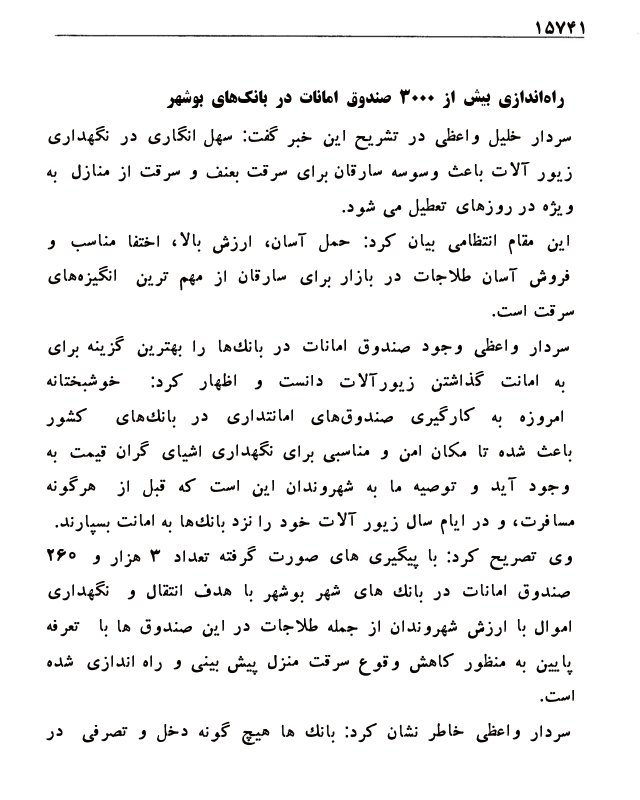 ۱۵۷۴۱
راه‌اندازی بیش از ۳۰۰۰ صندوق امانات در بانک‌های بوشهر
سردار خلیل واعظی در تشریح این خبر گفت: سهل انگاری در نگهداری
زیور آلات باعث وسوسه سارقان برای سرقت بعنف و سرقت از منازل به
ویژه در روزهای تعطیل می شود.
این مقام انتظامی بیان کرد: حمل آسان، ارزش بالا، اختفا مناسب و
فروش آسان طلاجات در بازار برای سارقان از مهم ترین انگیزه‌های
سرقت است.
سردار واعظی وجود صندوق امانات در بانك‌ها را بهترین گزینه برای
به امانت گذاشتن زیورآلات دانست و اظهار کرد: خوشبختانه
امروزه به کارگیری صندوق‌های امانتداری در بانك‌های کشور
باعث شده تا مکان امن و مناسبی برای نگهداری اشیای گران قیمت به
وجود آید و توصیه ما به شهروندان این است که قبل از هرگونه
مسافرت، و در ایام سال زیور آلات خود را نزد بانك‌ها به امانت بسپارند.
وی تصریح کرد: با پیگیری های صورت گرفته تعداد ۳ هزار و ۲۶۰
صندوق امانات در بانك های شهر بوشهر با هدف انتقال و نگهداری
اموال با ارزش شهروندان از جمله طلاجات در این صندوق ها با تعرفه
پایین به منظور کاهش وقوع سرقت منزل پیش بینی و راه اندازی شده
است.
سردار واعظی خاطر نشان کرد: بانك ها هیچ گونه دخل و تصرفی در